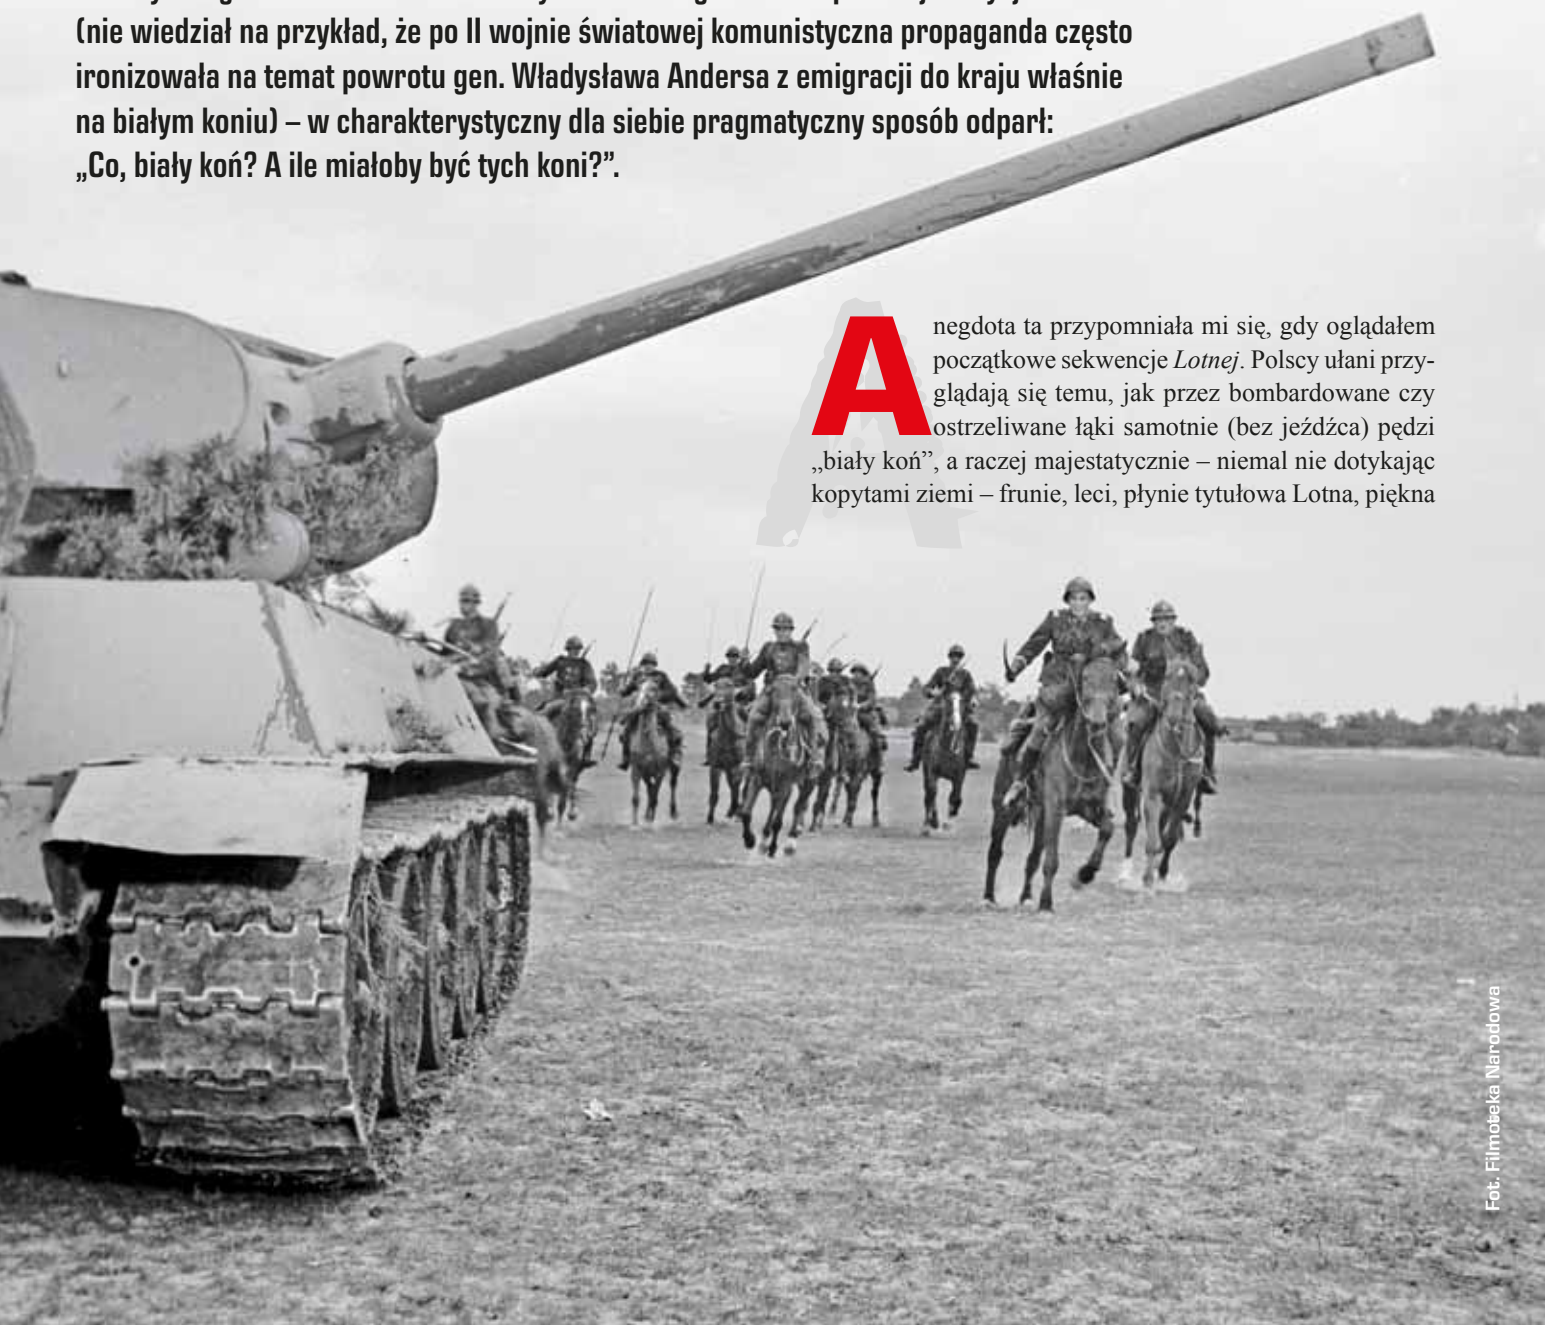 (nie wiedział na przykład, że po II wojnie światowej komunistyczna propaganda często
ironizowała na temat powrotu gen. Władysława Andersa z emigracji do kraju właśnie
na białym koniu) – w charakterystyczny dla siebie pragmatyczny sposób odparł:
„Co, biały koń? A ile miałoby być tych koni?”.
Anegdota ta przypomniała mi się, gdy oglądałem
początkowe sekwencje Lotnej. Polscy ułani przy-
glądają się temu, jak przez bombardowane czy
ostrzeliwane łąki samotnie (bez jeźdźca) pędzi
„biały koń”, a raczej majestatycznie – niemal nie dotykając
kopytami ziemi – frunie, leci, płynie tytułowa Lotna, piękna
Fot. Filmoteka Narodowa